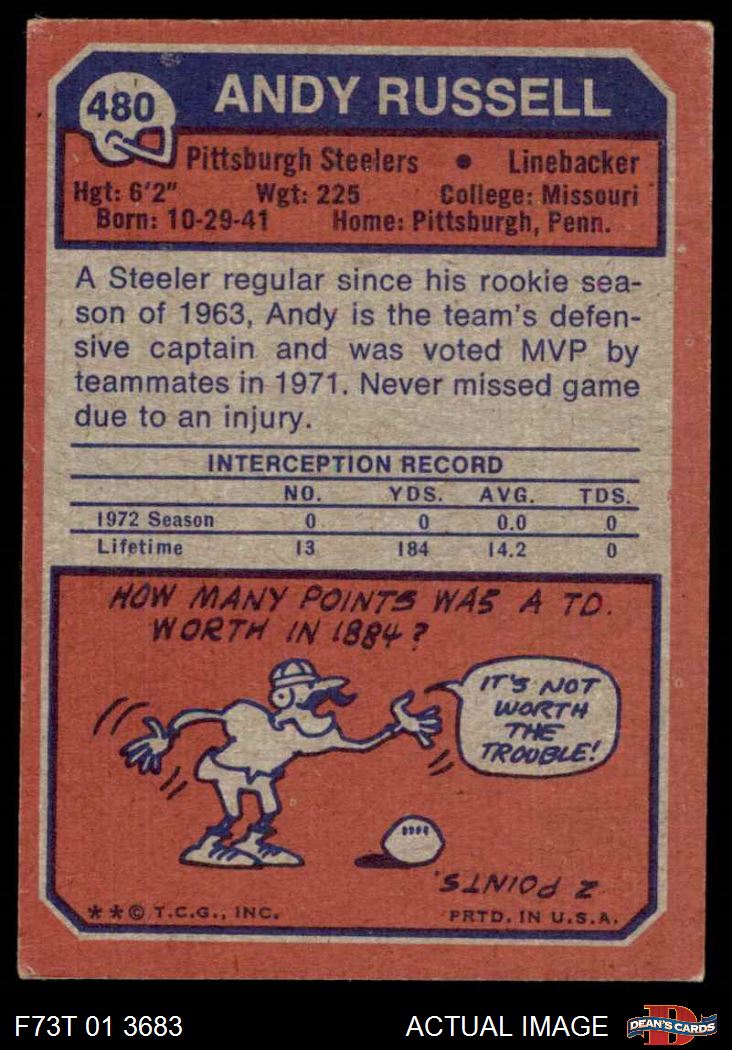 480
ANDY RUSSELL
Pittsburgh Steelers • Linebacker
Hgt: 6'2" Wgt: 225 College: Missouri
Born: 10-29-41 Home: Pittsburgh, Penn.
A Steeler regular since his rookie sea-
son of 1963, Andy is the team's defen-
sive captain and was voted MVP by
teammates in 1971. Never missed game
due to an injury.
INTERCEPTION RECORD
NO. YDS. AVG. TDS.
1972 Season 0 0 0.0 0
Lifetime 13 184 14.2 0
HOW MANY POINTS WAS A TD.
WORTH IN 1884?
IT'S NOT
WORTH
THE
TROUBLE!
2 POINTS.
**© T.C.G., INC. PRTD. IN U.S.A.
F73T 01 3683 ACTUAL IMAGE
D
DEAN'S CARDS